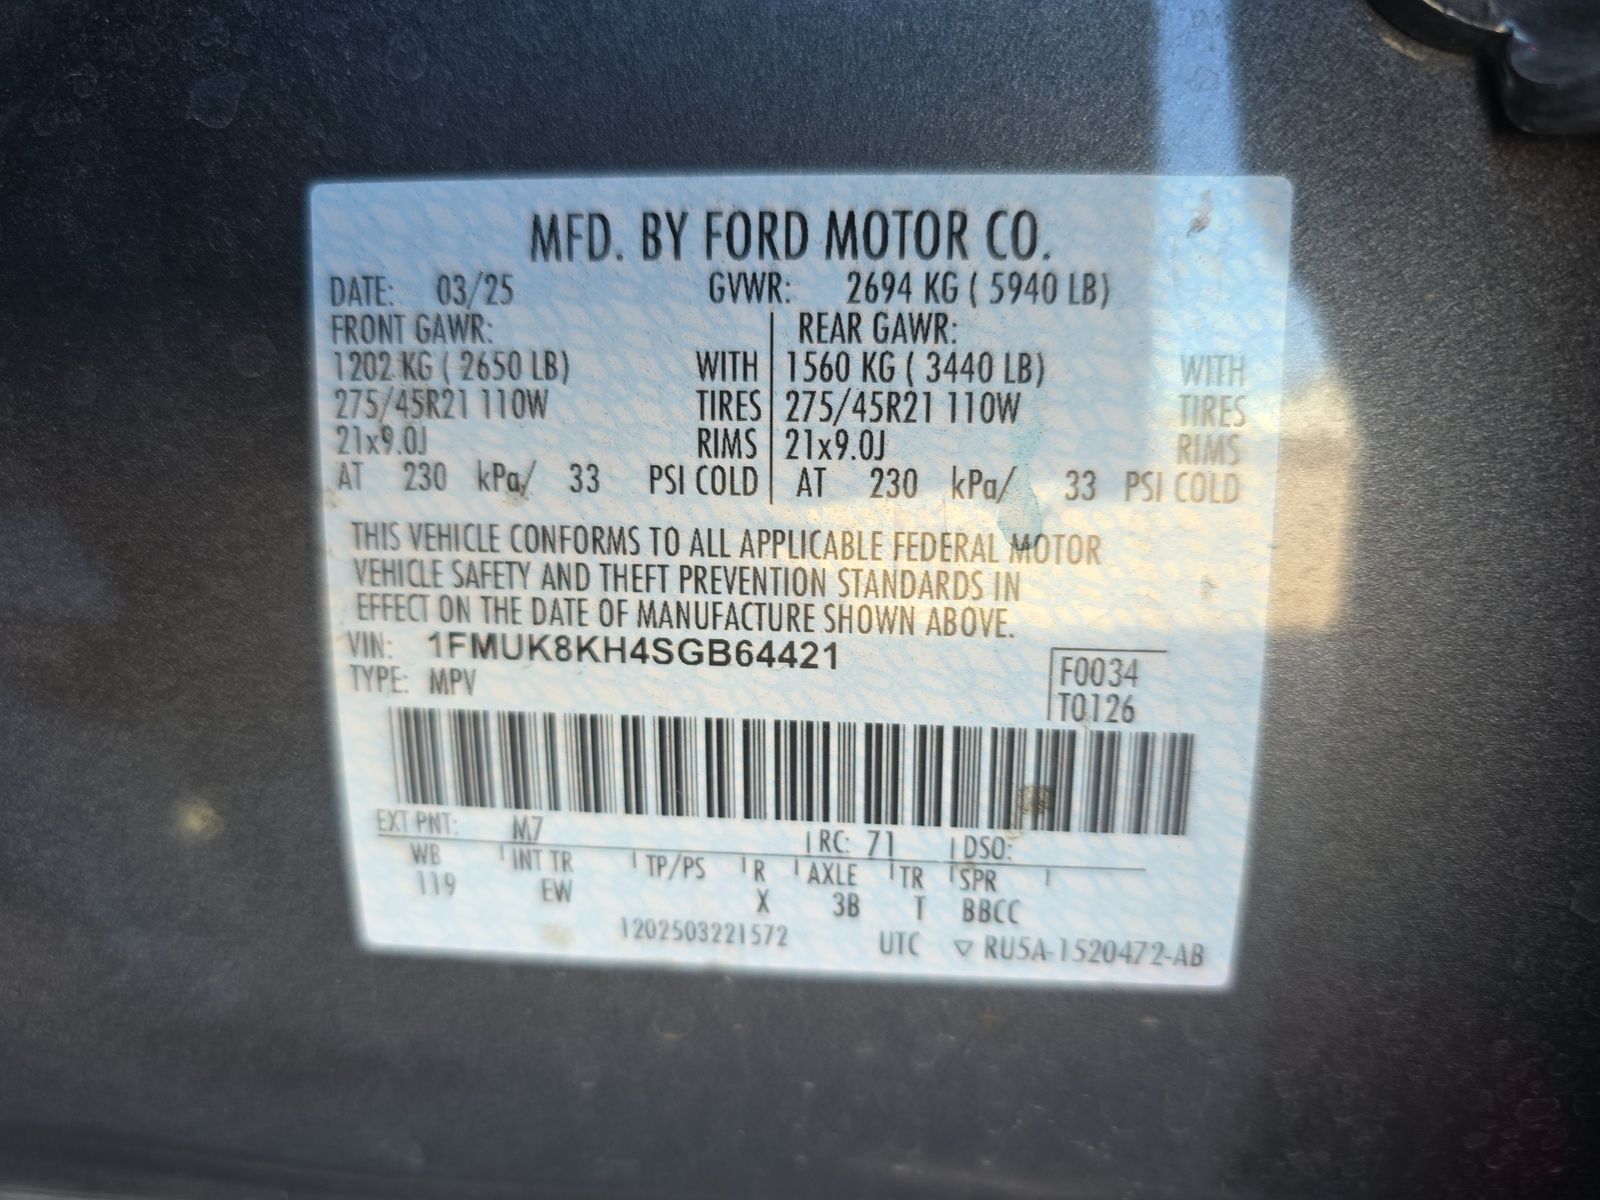 MFD. BY FORD MOTOR CO.
DATE: 03/25 GVWR: 2694 KG ( 5940 LB)
FRONT GAWR: REAR GAWR:
1202 KG ( 2650 LB) WITH 1560 KG ( 3440 LB) WITH
275/45R21 110W TIRES 275/45R21 110W TIRES
21x9.0J RIMS 21x9.0J RIMS
AT 230 kPa/ 33 PSI COLD AT 230 kPa/ 33 PSI COLD
THIS VEHICLE CONFORMS TO ALL APPLICABLE FEDERAL MOTOR
VEHICLE SAFETY AND THEFT PREVENTION STANDARDS IN
EFFECT ON THE DATE OF MANUFACTURE SHOWN ABOVE.
VIN: 1FMUK8KH4SGB64421
TYPE: MPV
F0034
T0126
EXT PNT: M7 RC: 71 DSO:
WB INT TR TP/PS R AXLE TR SPR
119 EW X 3B T BBCC
1202503221572 UTC ▽ RU5A-1520472-AB